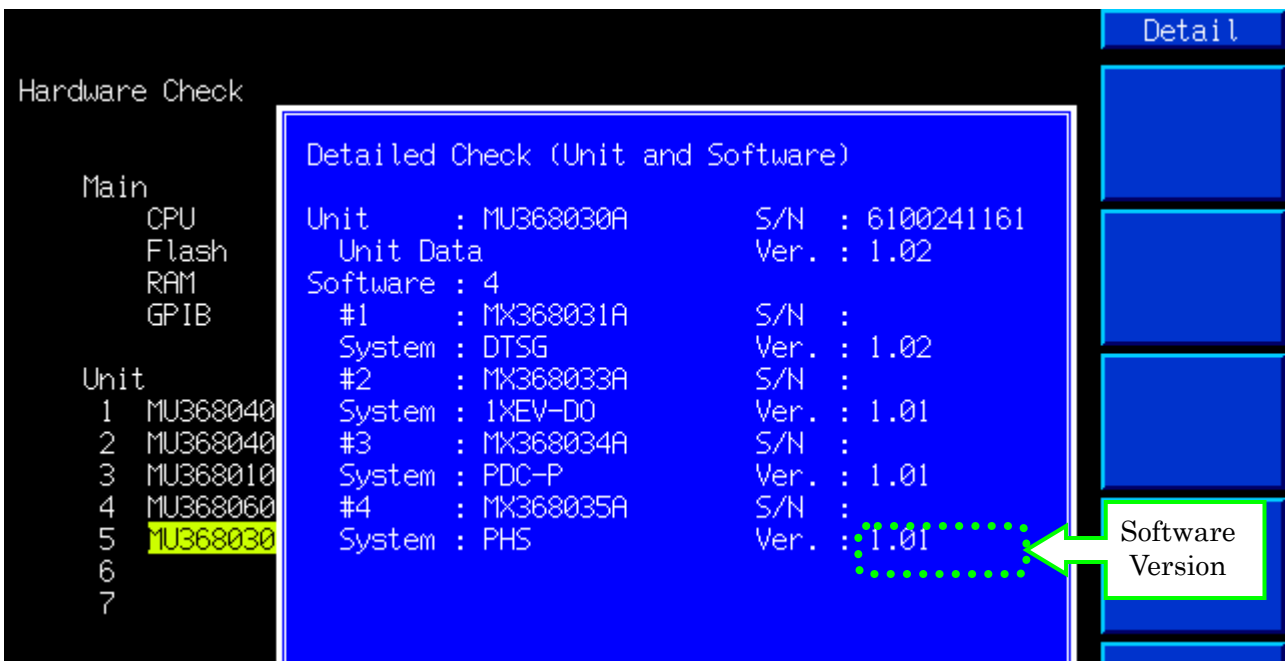 Detail
Hardware Check
Main
CPU
Flash
RAM
GPIB
Unit
1 MU368040
2 MU368040
3 MU368010
4 MU368060
5 MU368030
6
7
Detailed Check (Unit and Software)
Unit : MU368030A S/N : 6100241161
Unit Data Ver. : 1.02
Software : 4
#1 : MX368031A S/N :
System : DTSG Ver. : 1.02
#2 : MX368033A S/N :
System : 1XEV-DO Ver. : 1.01
#3 : MX368034A S/N :
System : PDC-P Ver. : 1.01
#4 : MX368035A S/N :
System : PHS Ver. : 1.01
Software
Version